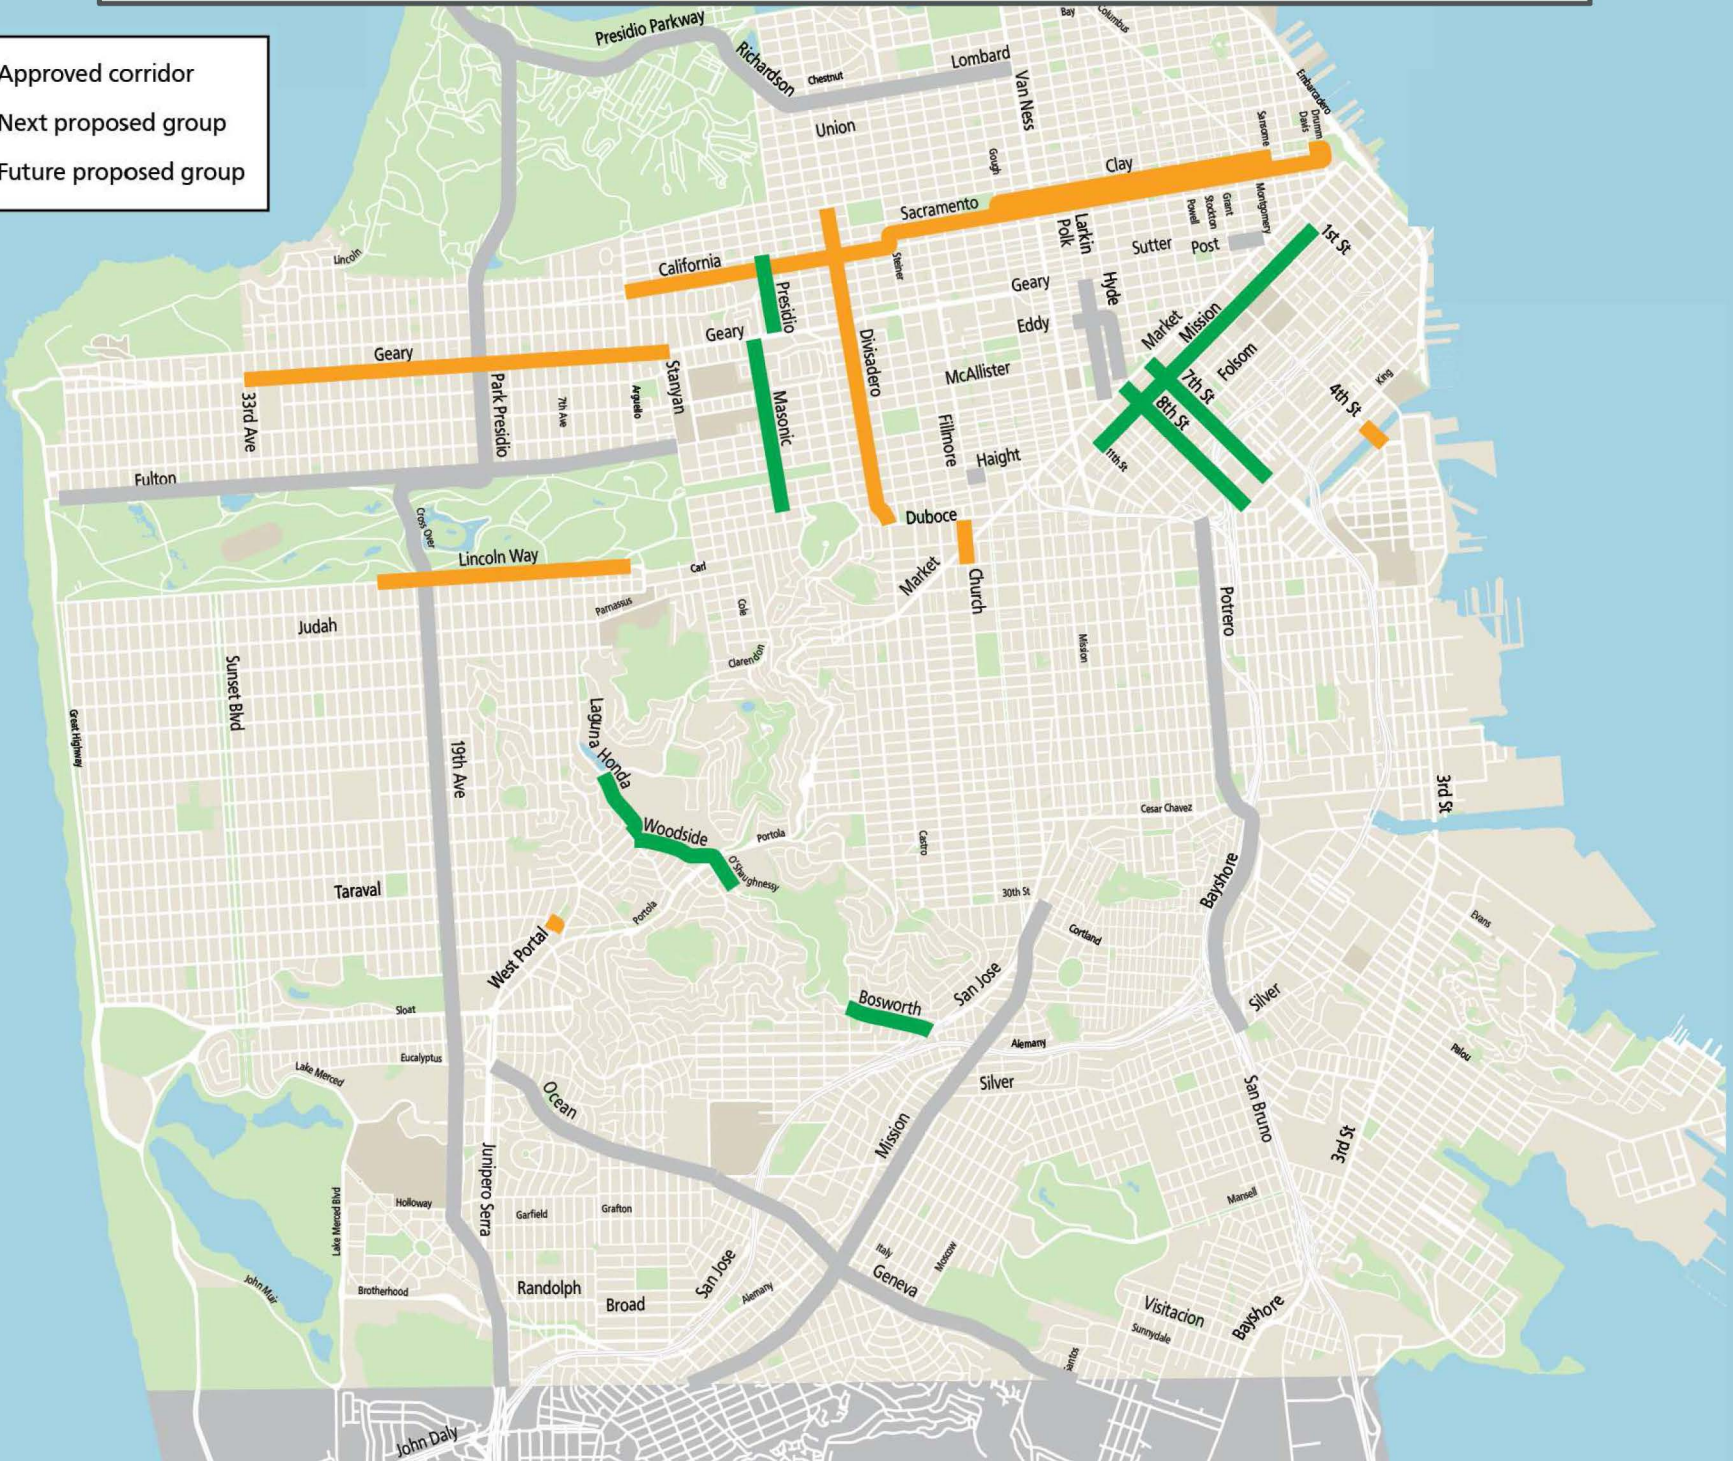 Approved corridor
Next proposed group
Future proposed group
Presidio Parkway
Richardson
Chestnut
Lombard
Bay
Columbus
Van Ness
Embarcadero
Union
Sansome
Davis
Drumm
Gough
Clay
Sacramento
Larkin
Polk
Powell
Stockton
Grant
Montgomery
Sutter
Post
1st St
Lincoln
California
Steiner
Presidio
Geary
Hyde
Geary
Eddy
Market
Mission
Folsom
Geary
Divisadero
McAllister
7th St
8th St
King
4th St
33rd Ave
Park Presidio
7th Ave
Arguello
Stanyan
Masonic
Fillmore
Haight
11th St
Fulton
Cross Over
Duboce
Lincoln Way
Carl
Market
Church
Potrero
Parnassus
Cole
Judah
Mission
Clarendon
Sunset Blvd
Great Highway
Laguna Honda
19th Ave
3rd St
Cesar Chavez
Woodside
Portola
Castro
O'Shaughnessy
Bayshore
Taraval
30th St
Portola
Cortland
Evans
West Portal
San Jose
Silver
Bosworth
Sloat
Alemany
Eucalyptus
Lake Merced
Silver
Palou
Ocean
Mission
San Bruno
3rd St
Junipero Serra
Lake Merced Blvd
Holloway
Garfield
Grafton
Mansell
Italy
Moscow
San Jose
Geneva
John Muir
Brotherhood
Randolph
Broad
Alemany
Visitacion
Sunnydale
Bayshore
John Daly